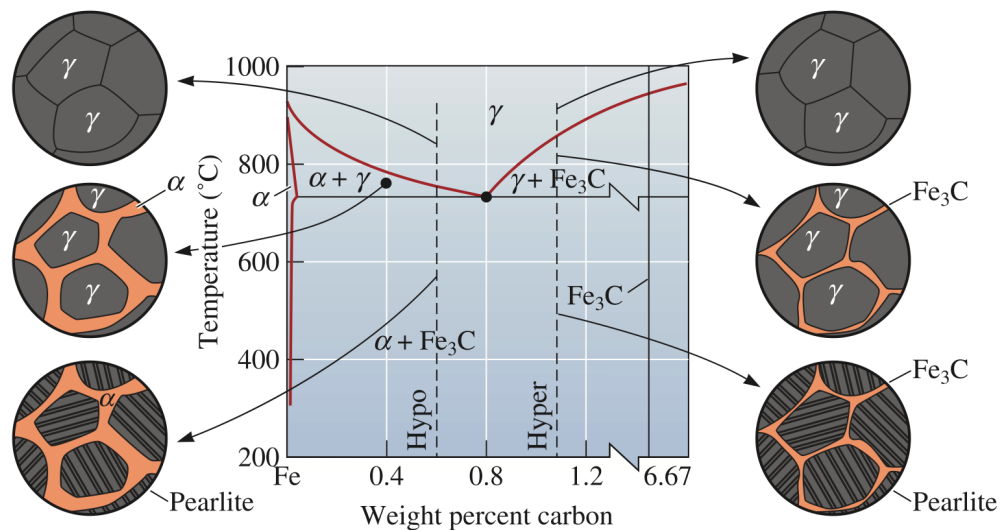 γ
γ
γ
α
γ
γ
α
Pearlite
Temperature (°C)
1000
800
600
400
200
γ
α
α + γ
γ + Fe₃C
Fe₃C
α + Fe₃C
Hypo
Hyper
Fe
0.4
0.8
1.2
6.67
Weight percent carbon
γ
γ
Fe₃C
γ
γ
γ
Fe₃C
Pearlite